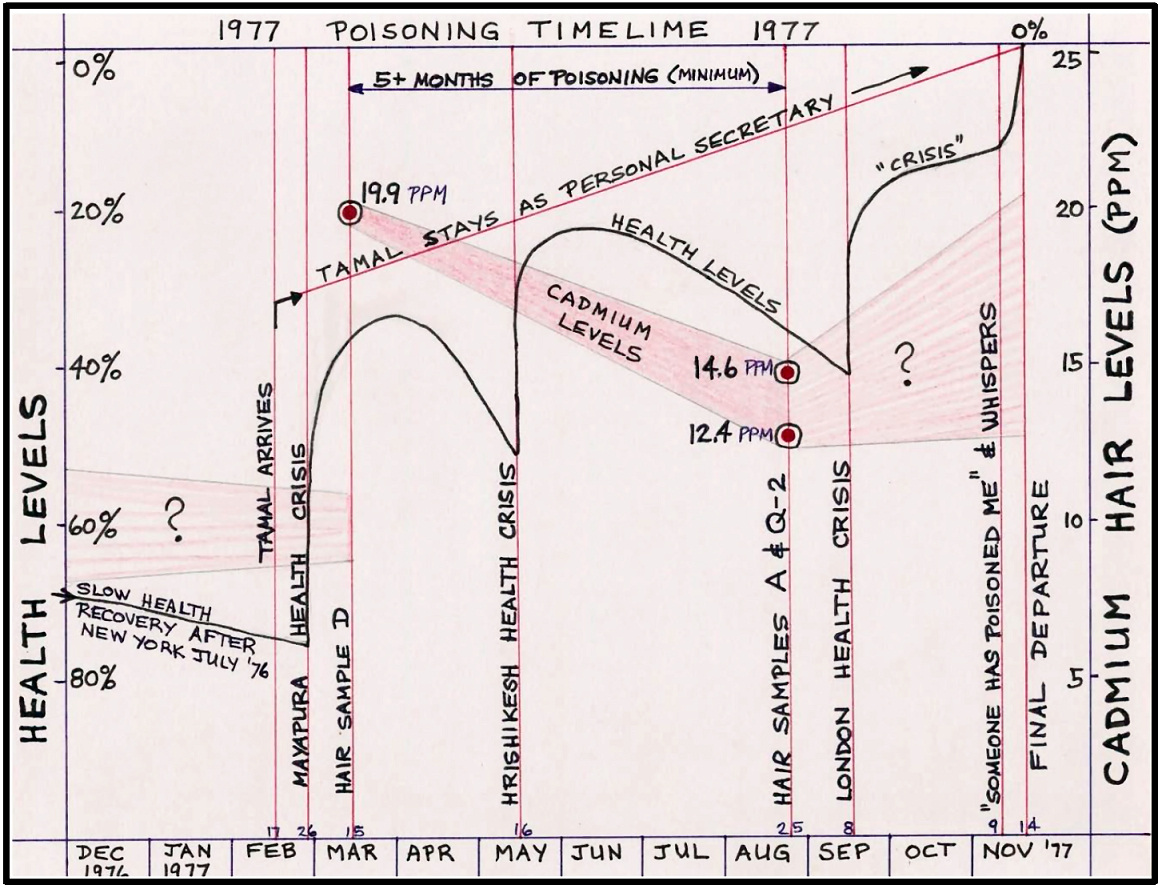 1977 POISONING TIMELIME 1977
0%
5+ MONTHS OF POISONING (MINIMUM)
0%
20%
40%
60%
80%
HEALTH LEVELS
25
20
15
10
5
CADMIUM HAIR LEVELS (PPM)
19.9 PPM
TAMAL STAYS AS PERSONAL SECRETARY
"CRISIS"
HEALTH LEVELS
CADMIUM
LEVELS
14.6 PPM
12.4 PPM
?
?
SLOW HEALTH
RECOVERY AFTER
NEW YORK JULY '76
TAMAL ARRIVES
MAYAPURA HEALTH CRISIS
HAIR SAMPLE D
HRISHIKESH HEALTH CRISIS
HAIR SAMPLES A & Q-2
LONDON HEALTH CRISIS
"SOMEONE HAS POISONED ME" & WHISPERS
FINAL DEPARTURE
17 26 15 16 25 8 9 14
DEC JAN FEB MAR APR MAY JUN JUL AUG SEP OCT NOV '77
1976 1977